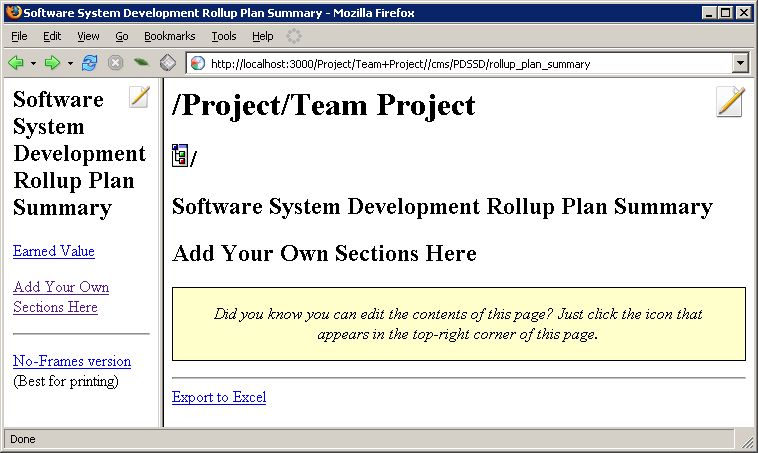 Software System Development Rollup Plan Summary - Mozilla Firefox
File Edit View Go Bookmarks Tools Help
http://localhost:3000/Project/Team+Project//cms/PDSSD/rollup_plan_summary
Software
System
Development
Rollup Plan
Summary
Earned Value
Add Your Own
Sections Here
No-Frames version
(Best for printing)
/Project/Team Project
/
Software System Development Rollup Plan Summary
Add Your Own Sections Here
Did you know you can edit the contents of this page? Just click the icon that
appears in the top-right corner of this page.
Export to Excel
Done